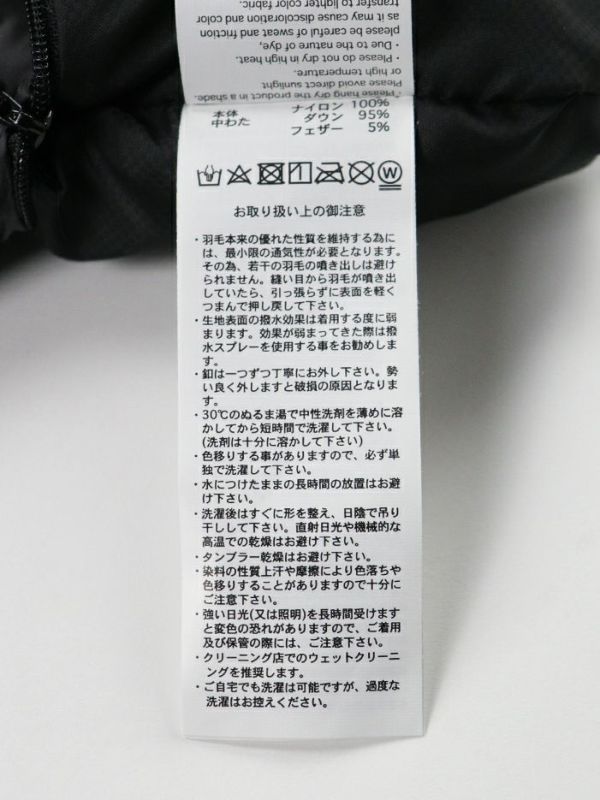 transfer to lighter color fabric.
as it may cause discoloration and color
please be careful of sweat and friction
・Due to the nature of dye,
・Please do not dry in high heat.
or high temperature.
Please avoid direct sunlight
*Please hang dry the product in a shade.
本体 ナイロン 100%
中わた ダウン 95%
フェザー 5%
W
お取り扱い上の御注意
・羽毛本来の優れた性質を維持する為に
は、最小限の通気性が必要となります。
その為、若干の羽毛の噴き出しは避け
られません。縫い目から羽毛が噴き出
していたら、引っ張らずに表面を軽く
つまんで押し戻して下さい。
・生地表面の撥水効果は着用する度に弱
まります。効果が弱まってきた際は撥
水スプレーを使用する事をお勧めしま
す。
・釦は一つずつ丁寧にお外し下さい。勢
い良く外しますと破損の原因となりま
す。
・30℃のぬるま湯で中性洗剤を薄めに溶
かしてから短時間で洗濯して下さい。
(洗剤は十分に溶かして下さい)
・色移りする事がありますので、必ず単
独で洗濯して下さい。
・水につけたままの長時間の放置はお避
け下さい。
・洗濯後はすぐに形を整え、日陰で吊り
干しして下さい。直射日光や機械的な
高温での乾燥はお避け下さい。
・タンブラー乾燥はお避け下さい。
・染料の性質上汗や摩擦により色落ちや
色移りすることがありますので十分に
ご注意下さい。
・強い日光(又は照明)を長時間受けます
と変色の恐れがありますので、ご着用
及び保管の際には、ご注意下さい。
・クリーニング店でのウェットクリーニ
ングを推奨します。
・ご自宅でも洗濯は可能ですが、過度な
洗濯はお控えください。